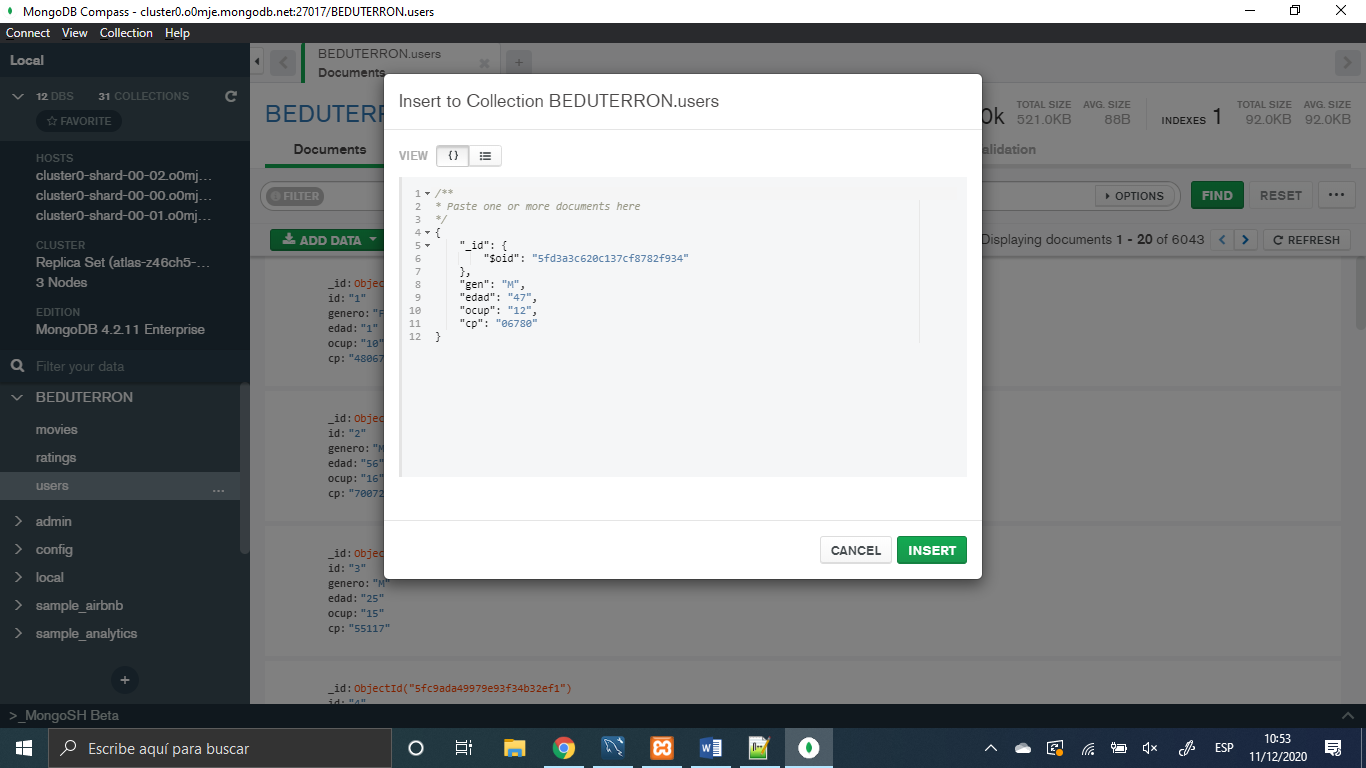 MongoDB Compass - cluster0.o0mje.mongodb.net:27017/BEDUTERRON.users
Connect View Collection Help
Local
12 DBS 31 COLLECTIONS
FAVORITE
HOSTS
cluster0-shard-00-02.o0mj...
cluster0-shard-00-00.o0mj...
cluster0-shard-00-01.o0mj...
CLUSTER
Replica Set (atlas-z46ch5-...
3 Nodes
EDITION
MongoDB 4.2.11 Enterprise
Filter your data
BEDUTERRON
movies
ratings
users ...
admin
config
local
sample_airbnb
sample_analytics
+
>_MongoSH Beta
BEDUTERRON.users
Documents
+
BEDUTERR
0k TOTAL SIZE 521.0KB AVG. SIZE 88B INDEXES 1 TOTAL SIZE 92.0KB AVG. SIZE 92.0KB
Documents
alidation
FILTER
OPTIONS
FIND
RESET
...
ADD DATA
Displaying documents 1 - 20 of 6043
REFRESH
_id: Objec
id: "1"
genero: "F
edad: "1"
ocup: "10"
cp: "48067
_id: Objec
id: "2"
genero: "M
edad: "56"
ocup: "16"
cp: "70072
_id: Objec
id: "3"
genero: "M"
edad: "25"
ocup: "15"
cp: "55117"
_id: ObjectId("5fc9ada49979e93f34b32ef1")
id: "4"
Insert to Collection BEDUTERRON.users
VIEW {}
1 /**
2 * Paste one or more documents here
3 */
4 {
5 "_id": {
6 "$oid": "5fd3a3c620c137cf8782f934"
7 },
8 "gen": "M",
9 "edad": "47",
10 "ocup": "12",
11 "cp": "06780"
12 }
CANCEL
INSERT
Escribe aquí para buscar
ESP
10:53
11/12/2020